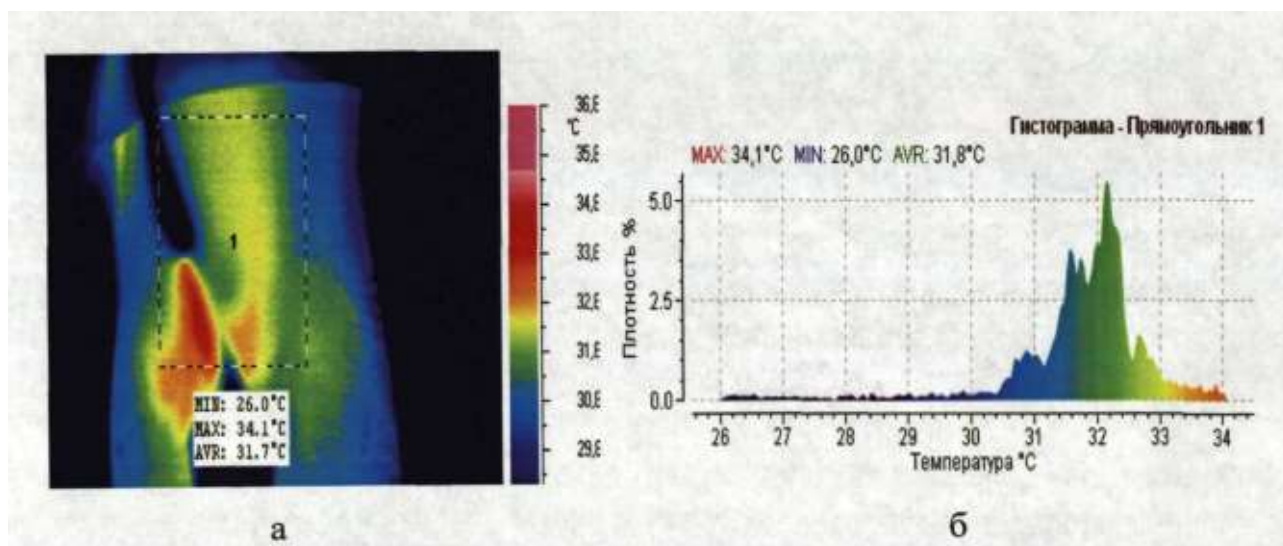 36,E
°C
35,E
34,E
33,E
32,E
31,E
30,E
29,E
1
MIN: 26.0°C
MAX: 34.1°C
AVR: 31.7°C
а
Гистограмма - Прямоугольник 1
MAX: 34,1°C MIN: 26,0°C AVR: 31,8°C
Плотность %
5.0
2.5
0.0
26 27 28 29 30 31 32 33 34
Температура °C
б